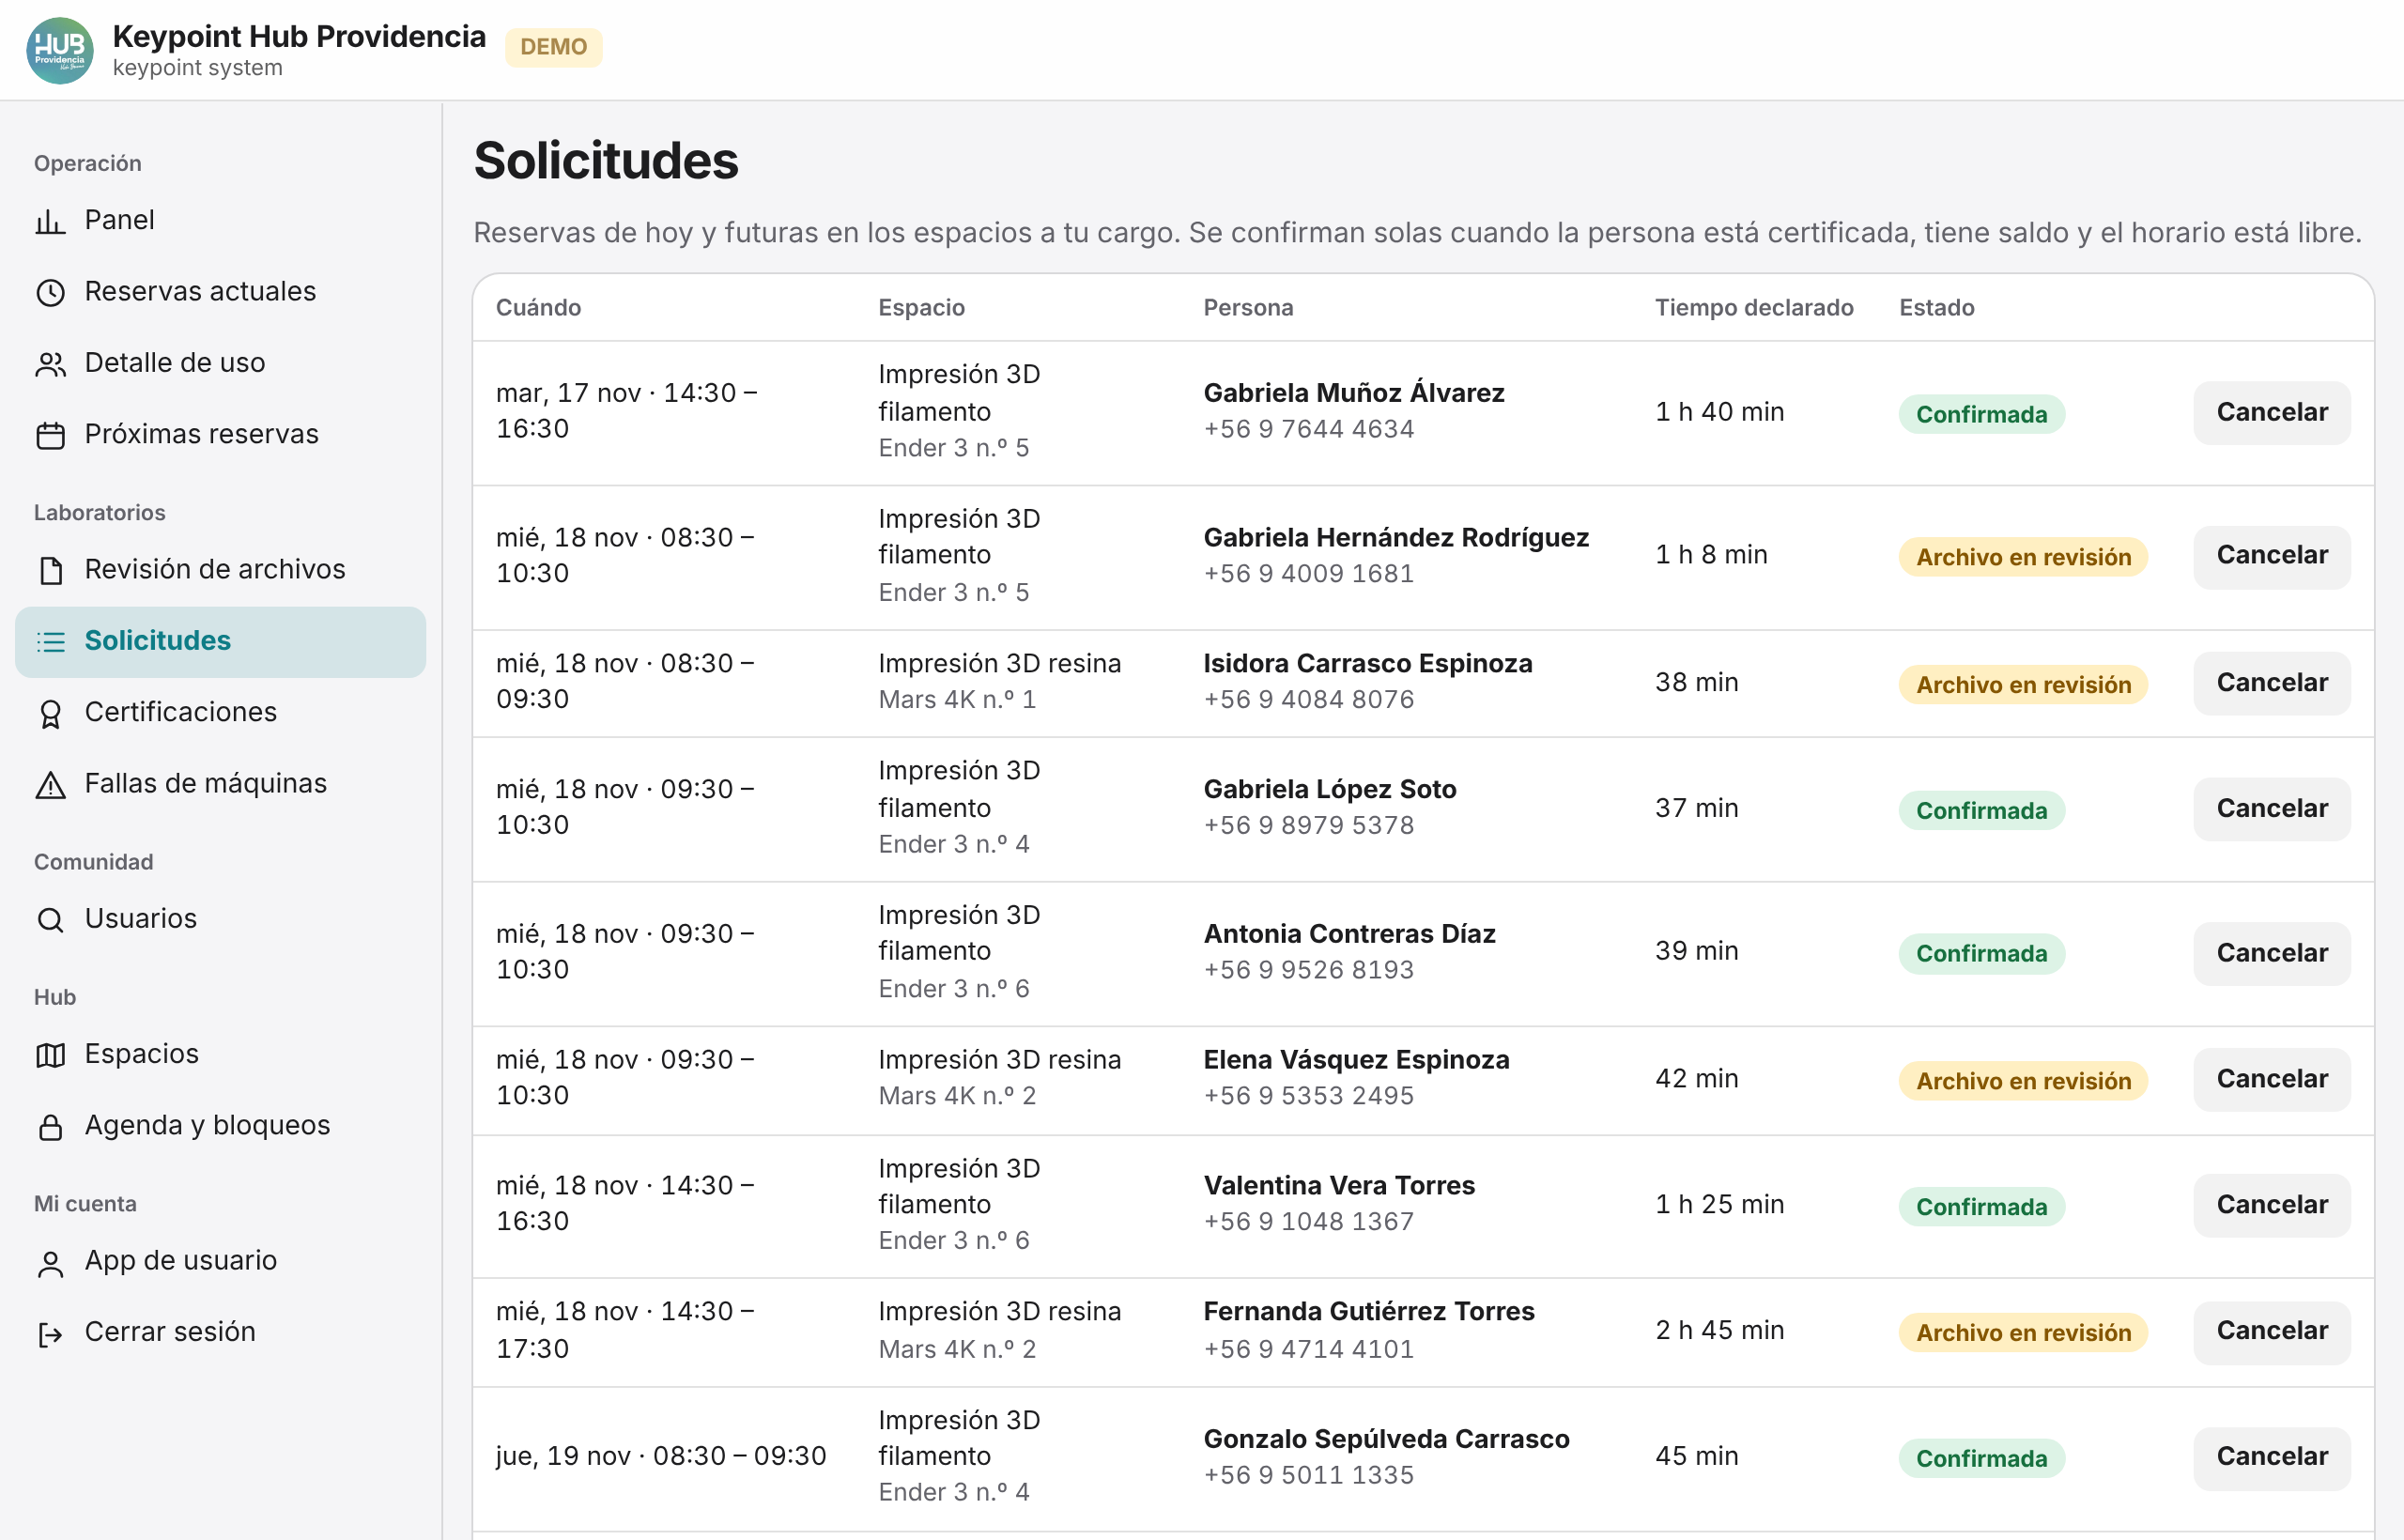 HUB
Providencia
Keypoint Hub Providencia
DEMO
keypoint system
Operación
Panel
Reservas actuales
Detalle de uso
Próximas reservas
Laboratorios
Revisión de archivos
Solicitudes
Certificaciones
Fallas de máquinas
Comunidad
Usuarios
Hub
Espacios
Agenda y bloqueos
Mi cuenta
App de usuario
Cerrar sesión
Solicitudes
Reservas de hoy y futuras en los espacios a tu cargo. Se confirman solas cuando la persona está certificada, tiene saldo y el horario está libre.
Cuándo Espacio Persona Tiempo declarado Estado
mar, 17 nov · 14:30 –
16:30
Impresión 3D
filamento
Ender 3 n.º 5
Gabriela Muñoz Álvarez
+56 9 7644 4634
1 h 40 min
Confirmada
Cancelar
mié, 18 nov · 08:30 –
10:30
Impresión 3D
filamento
Ender 3 n.º 5
Gabriela Hernández Rodríguez
+56 9 4009 1681
1 h 8 min
Archivo en revisión
Cancelar
mié, 18 nov · 08:30 –
09:30
Impresión 3D resina
Mars 4K n.º 1
Isidora Carrasco Espinoza
+56 9 4084 8076
38 min
Archivo en revisión
Cancelar
mié, 18 nov · 09:30 –
10:30
Impresión 3D
filamento
Ender 3 n.º 4
Gabriela López Soto
+56 9 8979 5378
37 min
Confirmada
Cancelar
mié, 18 nov · 09:30 –
10:30
Impresión 3D
filamento
Ender 3 n.º 6
Antonia Contreras Díaz
+56 9 9526 8193
39 min
Confirmada
Cancelar
mié, 18 nov · 09:30 –
10:30
Impresión 3D resina
Mars 4K n.º 2
Elena Vásquez Espinoza
+56 9 5353 2495
42 min
Archivo en revisión
Cancelar
mié, 18 nov · 14:30 –
16:30
Impresión 3D
filamento
Ender 3 n.º 6
Valentina Vera Torres
+56 9 1048 1367
1 h 25 min
Confirmada
Cancelar
mié, 18 nov · 14:30 –
17:30
Impresión 3D resina
Mars 4K n.º 2
Fernanda Gutiérrez Torres
+56 9 4714 4101
2 h 45 min
Archivo en revisión
Cancelar
jue, 19 nov · 08:30 – 09:30
Impresión 3D
filamento
Ender 3 n.º 4
Gonzalo Sepúlveda Carrasco
+56 9 5011 1335
45 min
Confirmada
Cancelar